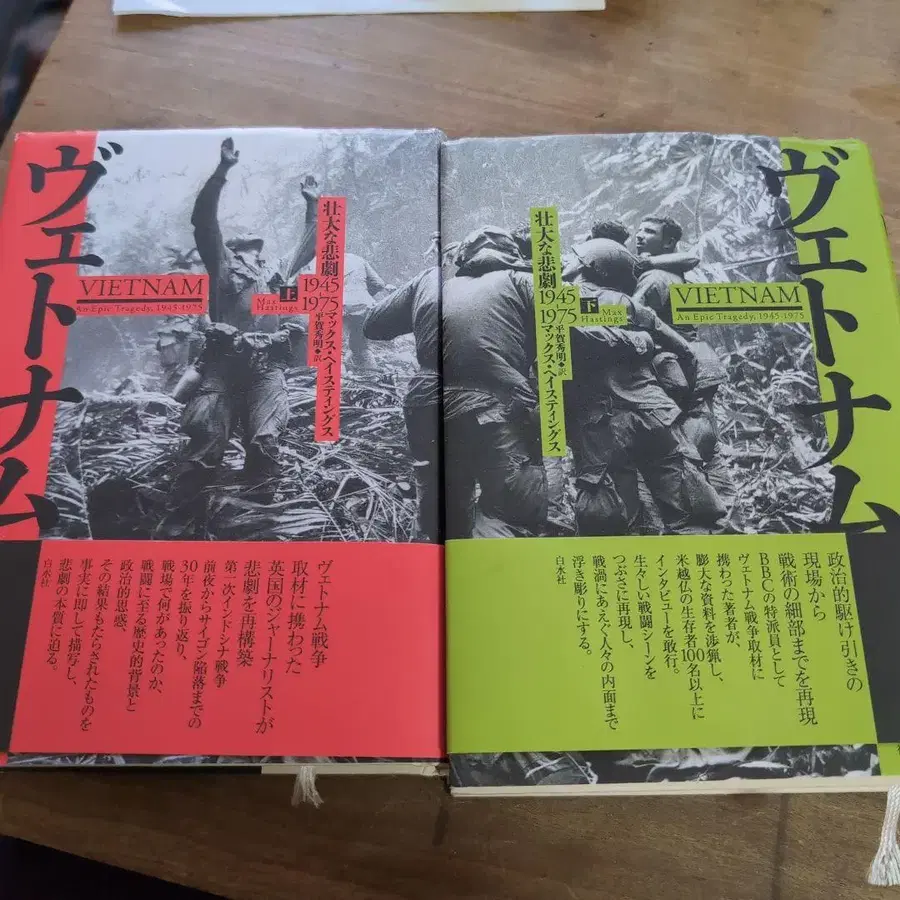 ヴェトナム
VIETNAM
An Epic Tragedy, 1945-1975
上
Max
Hastings
壮大な悲劇
1945
-
1975
マックス・ヘイスティングス
平賀秀明◆訳
ヴェトナム戦争
取材に携わった
英国のジャーナリストが
悲劇を再構築
第一次インドシナ戦争
前夜からサイゴン陥落までの
30年を振り返り、
戦場で何があったのか、
戦闘に至る歴史的背景と
政治的思惑、
その結果もたらされたものを
事実に即して描写し、
悲劇の本質に迫る。
白水社
ヴェトナム
VIETNAM
An Epic Tragedy, 1945-1975
下
Max
Hastings
壮大な悲劇
1945
-
1975
マックス・ヘイスティングス
平賀秀明◆訳
政治的駆け引きの
現場から
戦術の細部までを再現
BBCの特派員として
ヴェトナム戦争取材に
携わった著者が、
膨大な資料を渉猟し、
米越仏の生存者100名以上に
インタビューを敢行。
生々しい戦闘シーンを
つぶさに再現し、
戦渦にあえぐ人々の内面まで
浮き彫りにする。
白水社